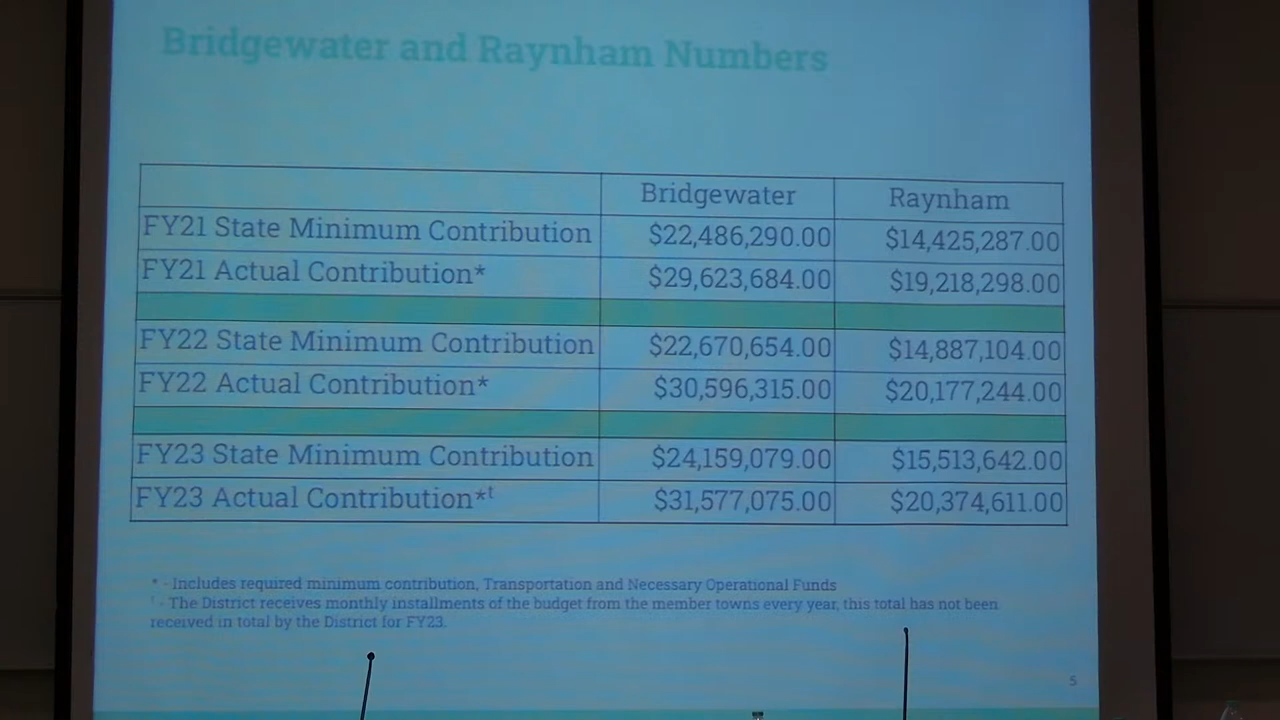 Bridgewater and Raynham Numbers
Bridgewater Raynham
FY21 State Minimum Contribution $22,486,290.00 $14,425,287.00
FY21 Actual Contribution* $29,623,684.00 $19,218,298.00
FY22 State Minimum Contribution $22,670,654.00 $14,887,104.00
FY22 Actual Contribution* $30,596,315.00 $20,177,244.00
FY23 State Minimum Contribution $24,159,079.00 $15,513,642.00
FY23 Actual Contribution*t $31,577,075.00 $20,374,611.00
* - Includes required minimum contribution, Transportation and Necessary Operational Funds
t - The District receives monthly installments of the budget from the member towns every year, this total has not been
received in total by the District for FY23.
5